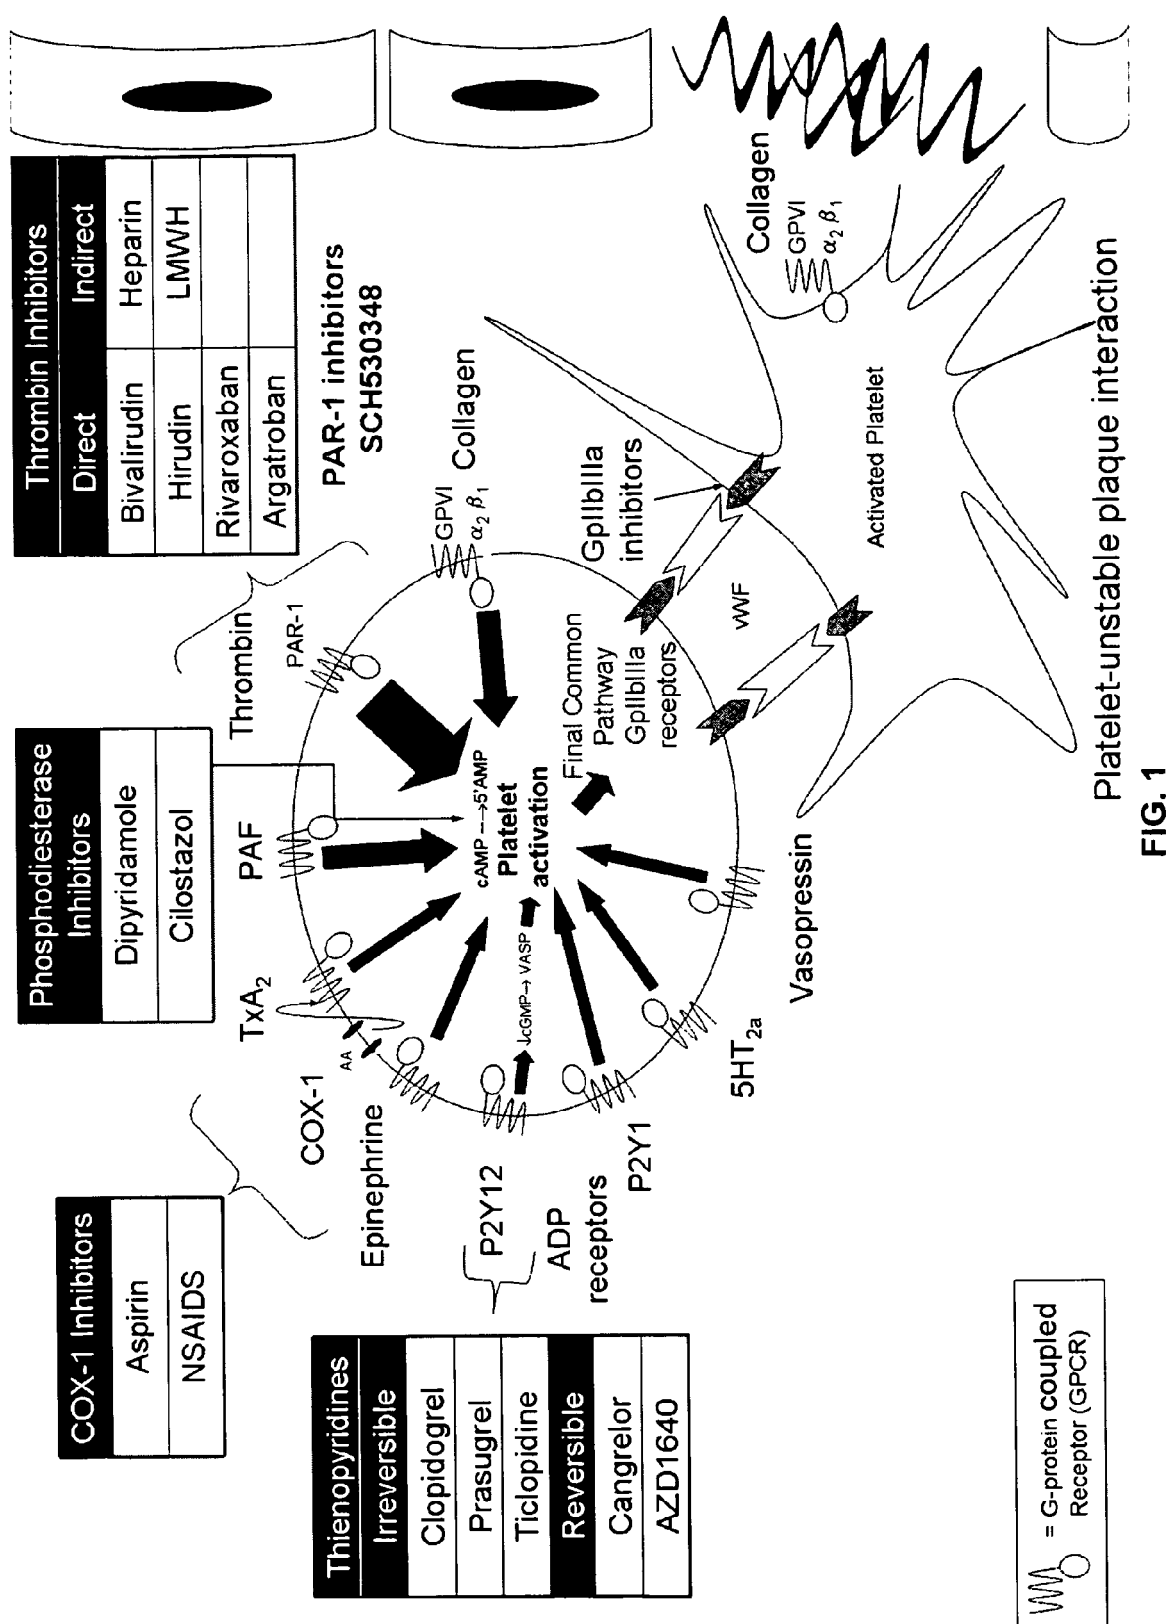 COX-1 Inhibitors
Aspirin
NSAIDS
Phosphodiesterase
Inhibitors
Dipyridamole
Cilostazol
Thrombin Inhibitors
Direct Indirect
Bivalirudin Heparin
Hirudin LMWH
Rivaroxaban
Argatroban
PAR-1 inhibitors
SCH530348
Thienopyridines
Irreversible
Clopidogrel
Prasugrel
Ticlopidine
Reversible
Cangrelor
AZD1640
COX-1
AA
TxA2
PAF
Thrombin
PAR-1
GPVI
α2 β1
Collagen
Epinephrine
P2Y12
ADP
receptors
P2Y1
5HT2a
Vasopressin
cAMP --→5'AMP
Platelet
activation
↓cGMP→ VASP
Final Common
Pathway
GpIIbIIIa
receptors
GpIIbIIIa
inhibitors
vWF
Activated Platelet
Collagen
GPVI
α2 β1
Platelet-unstable plaque interaction
= G-protein coupled
Receptor (GPCR)
FIG. 1